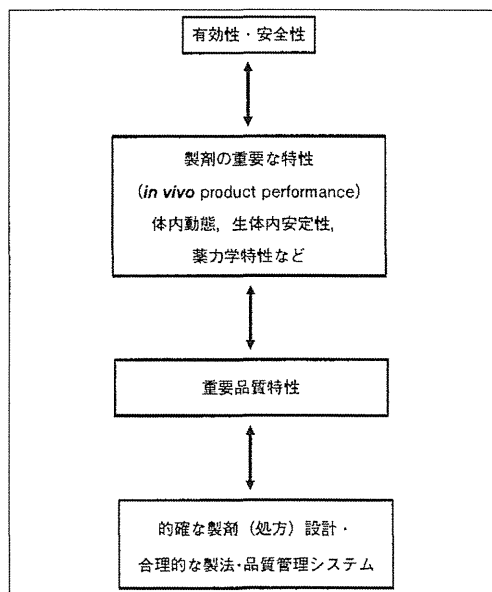 有効性・安全性
製剤の重要な特性
（in vivo product performance）
体内動態，生体内安定性，
薬力学特性など
重要品質特性
的確な製剤（処方）設計・
合理的な製法・品質管理システム